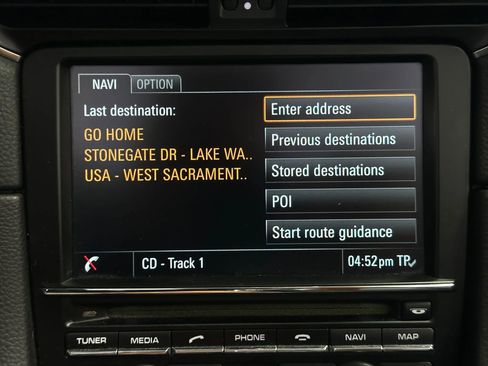 NAVI OPTION
Last destination:
GO HOME
STONEGATE DR - LAKE WA..
USA - WEST SACRAMENT..
Enter address
Previous destinations
Stored destinations
POI
Start route guidance
CD - Track 1
04:52pm TP
TUNER MEDIA PHONE NAVI MAP